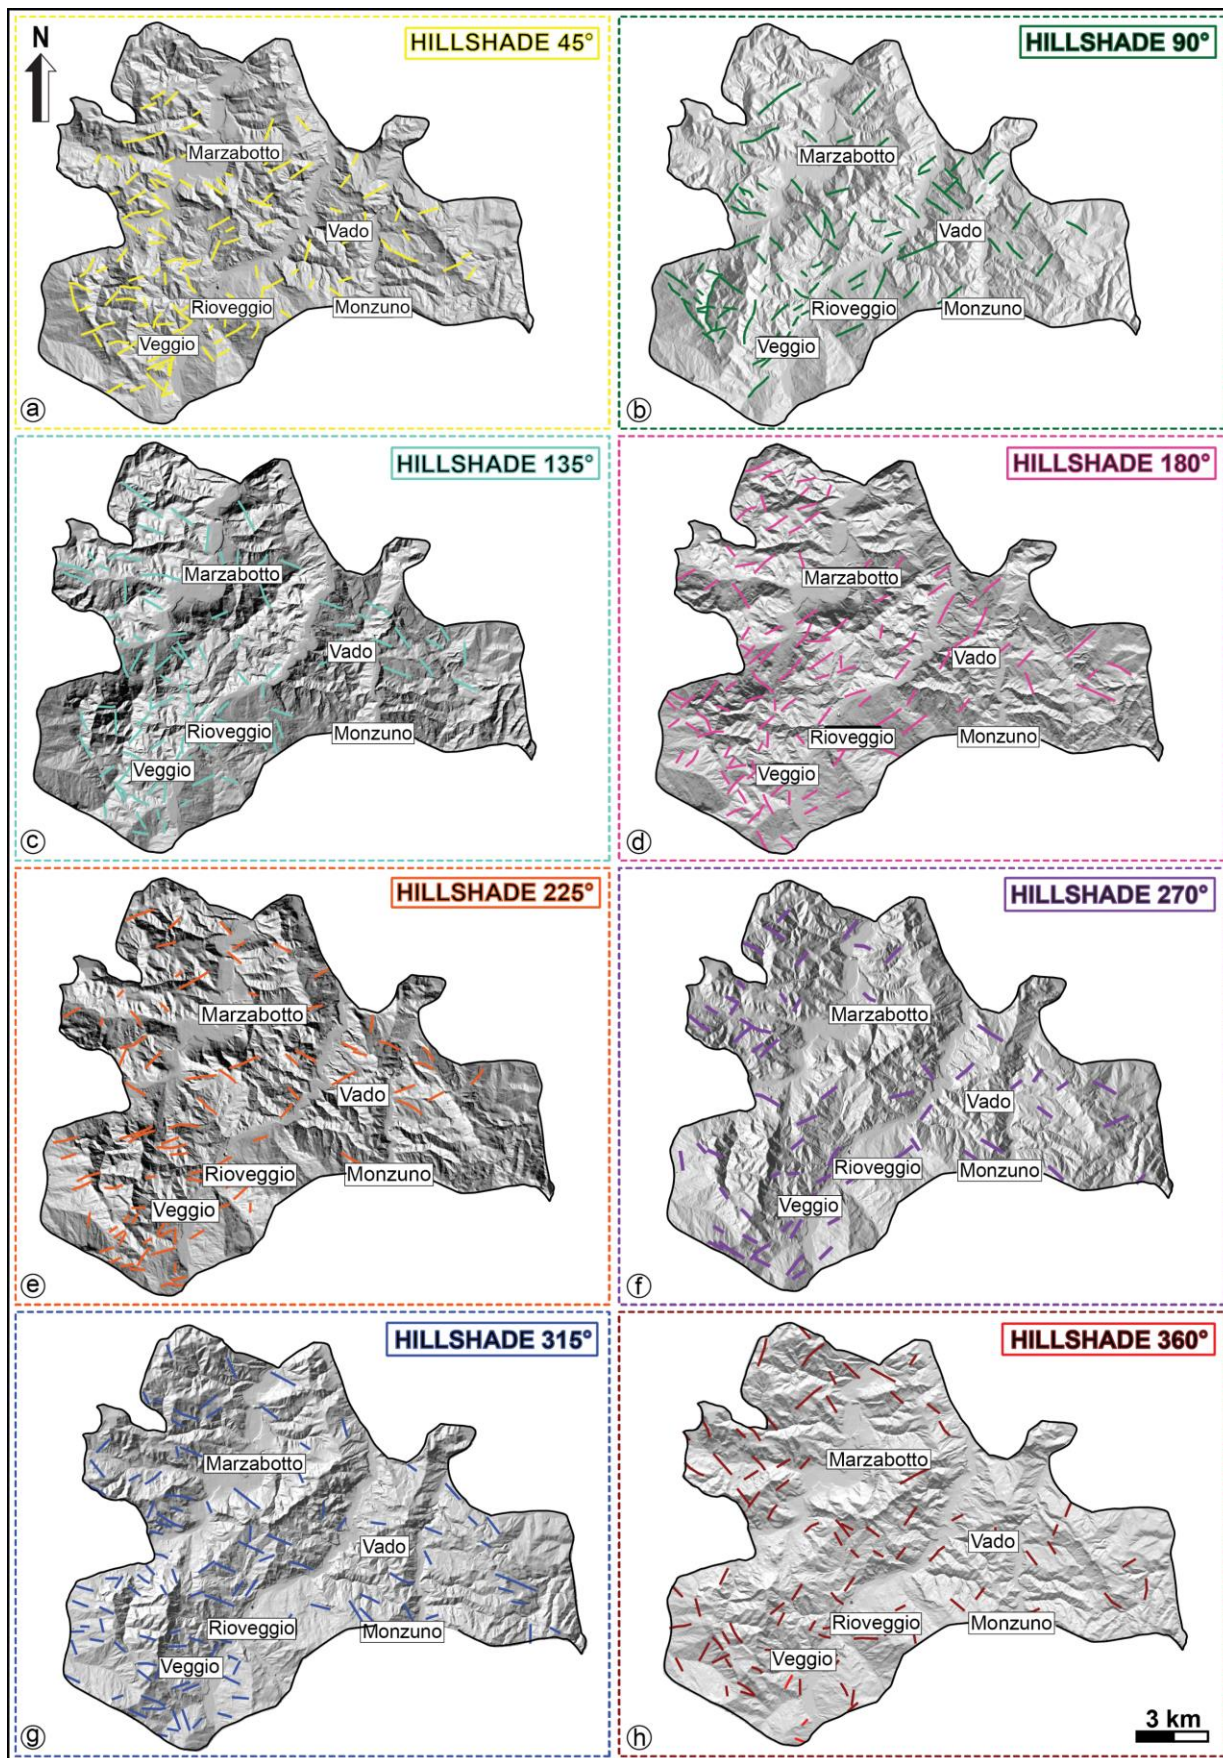 N
HILLSHADE 45°
Marzabotto
Vado
Rioveggio
Monzuno
Veggio
a
HILLSHADE 90°
Marzabotto
Vado
Rioveggio
Monzuno
Veggio
b
HILLSHADE 135°
Marzabotto
Vado
Rioveggio
Monzuno
Veggio
c
HILLSHADE 180°
Marzabotto
Vado
Rioveggio
Monzuno
Veggio
d
HILLSHADE 225°
Marzabotto
Vado
Rioveggio
Monzuno
Veggio
e
HILLSHADE 270°
Marzabotto
Vado
Rioveggio
Monzuno
Veggio
f
HILLSHADE 315°
Marzabotto
Vado
Rioveggio
Monzuno
Veggio
g
HILLSHADE 360°
Marzabotto
Vado
Rioveggio
Monzuno
Veggio
h
3 km